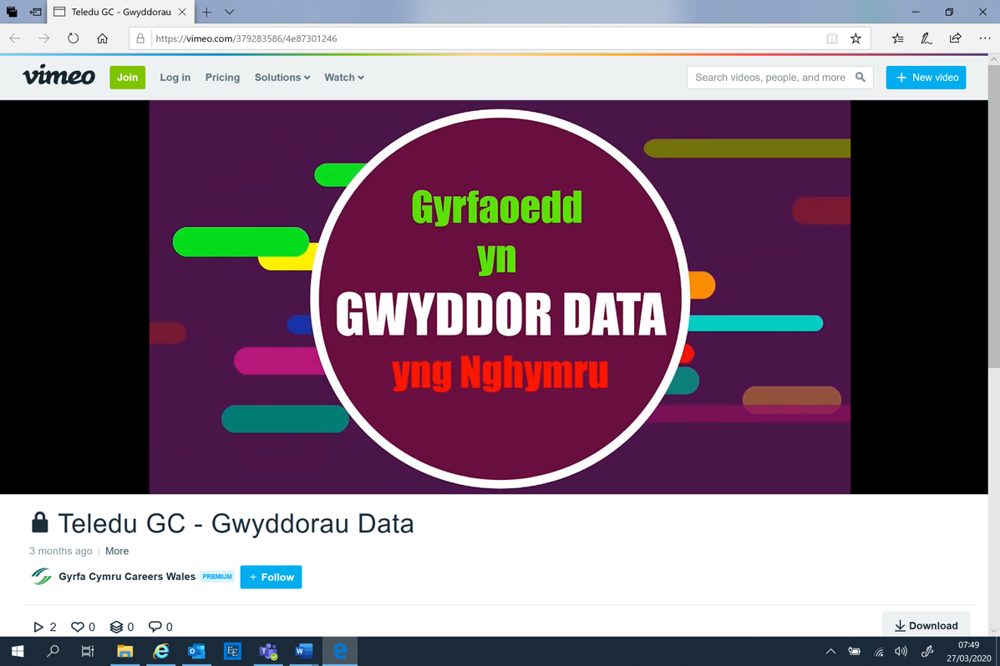 Teledu GC - Gwyddorau
https://vimeo.com/379283586/4e87301246
vimeo
Join
Log in
Pricing
Solutions
Watch
Search videos, people, and more
+ New video
Gyrfaoedd
yn
GWYDDOR DATA
yng Nghymru
Teledu GC - Gwyddorau Data
3 months ago | More
Gyrfa Cymru Careers Wales PREMIUM + Follow
2 0 0 0
Download
07:49
27/03/2020